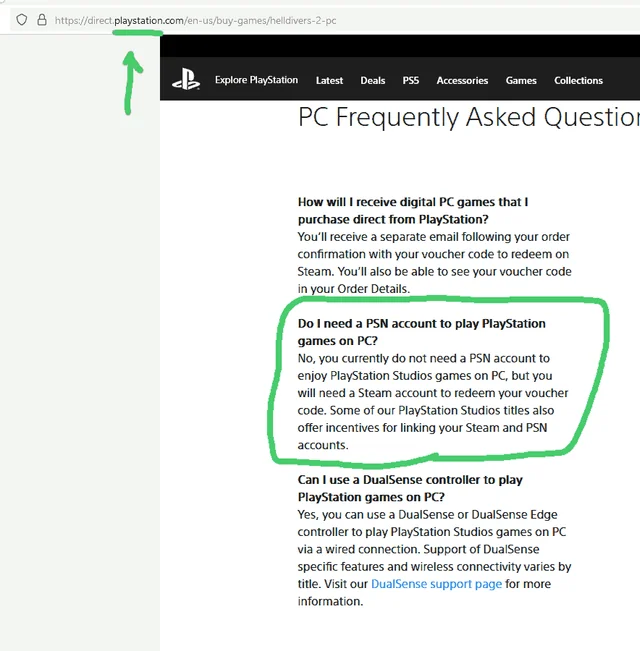 https://direct.playstation.com/en-us/buy-games/helldivers-2-pc
Explore PlayStation Latest Deals PS5 Accessories Games Collections
PC Frequently Asked Question
How will I receive digital PC games that I
purchase direct from PlayStation?
You’ll receive a separate email following your order
confirmation with your voucher code to redeem on
Steam. You’ll also be able to see your voucher code
in your Order Details.
Do I need a PSN account to play PlayStation
games on PC?
No, you currently do not need a PSN account to
enjoy PlayStation Studios games on PC, but you
will need a Steam account to redeem your voucher
code. Some of our PlayStation Studios titles also
offer incentives for linking your Steam and PSN
accounts.
Can I use a DualSense controller to play
PlayStation games on PC?
Yes, you can use a DualSense or DualSense Edge
controller to play PlayStation Studios games on PC
via a wired connection. Support of DualSense
specific features and wireless connectivity varies by
title. Visit our DualSense support page for more
information.